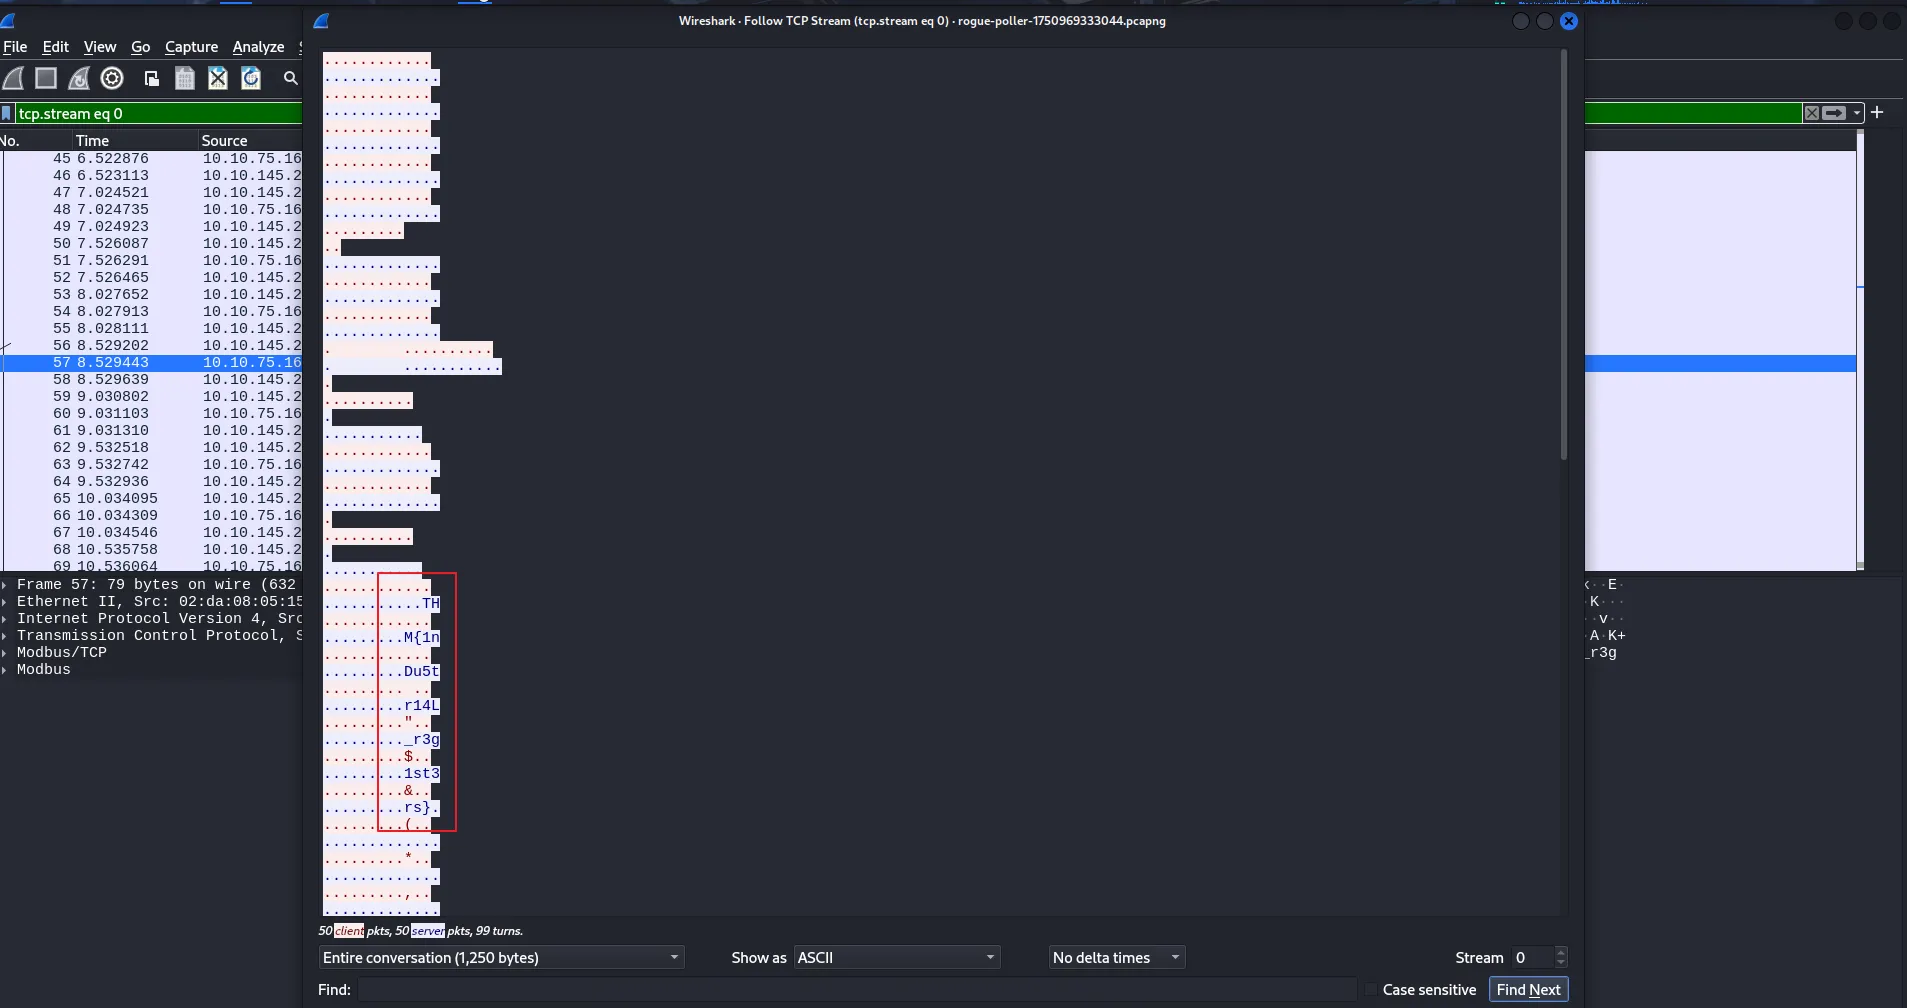 Wireshark · Follow TCP Stream (tcp.stream eq 0) · rogue-poller-1750969333044.pcapng
File Edit View Go Capture Analyze
tcp.stream eq 0
No. Time Source
45 6.522876 10.10.75.16
46 6.523113 10.10.145.2
47 7.024521 10.10.145.2
48 7.024735 10.10.75.16
49 7.024923 10.10.145.2
50 7.526087 10.10.145.2
51 7.526291 10.10.75.16
52 7.526465 10.10.145.2
53 8.027652 10.10.145.2
54 8.027913 10.10.75.16
55 8.028111 10.10.145.2
56 8.529202 10.10.145.2
57 8.529443 10.10.75.16
58 8.529639 10.10.145.2
59 9.030802 10.10.145.2
60 9.031103 10.10.75.16
61 9.031310 10.10.145.2
62 9.532518 10.10.145.2
63 9.532742 10.10.75.16
64 9.532936 10.10.145.2
65 10.034095 10.10.145.2
66 10.034309 10.10.75.16
67 10.034546 10.10.145.2
68 10.535758 10.10.145.2
69 10.536064 10.10.75.16
Frame 57: 79 bytes on wire (632
Ethernet II, Src: 02:da:08:05:15
Internet Protocol Version 4, Src
Transmission Control Protocol, S
Modbus/TCP
Modbus
............
.............
............
.............
............
.............
............
.............
............
.............
.........
..
.............
............
.............
............
.............
. ..........
. ...........
.
..........
.
...........
............
.............
............
.............
.
..........
.
...........
............
...........TH
............
.........M{1n
............
.........Du5t
......... ..
.........r14L
........."..
........._r3g
.........$..
.........1st3
.........&..
.........rs}.
.........(..
.............
.........*..
.............
.........,..
.............
k··E·
·K···
··v··
·A·K+
_r3g
50 client pkts, 50 server pkts, 99 turns.
Entire conversation (1,250 bytes) Show as ASCII No delta times Stream 0
Find: Case sensitive Find Next